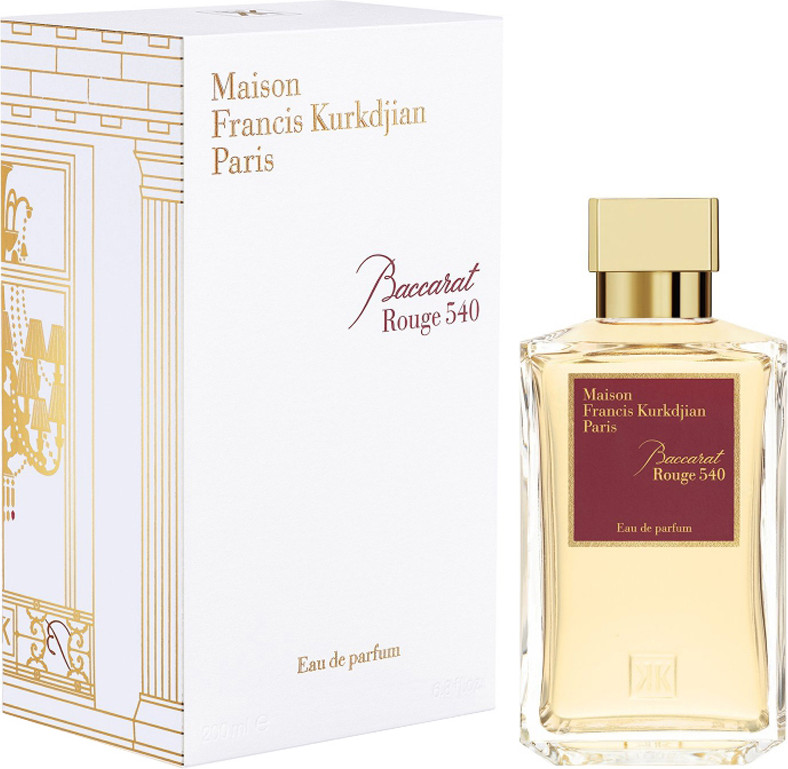 Maison
Francis Kurkdjian
Paris
Baccarat
Rouge 540
Eau de parfum
200ml e
Maison
Francis Kurkdjian
Paris
Baccarat
Rouge 540
Eau de parfum